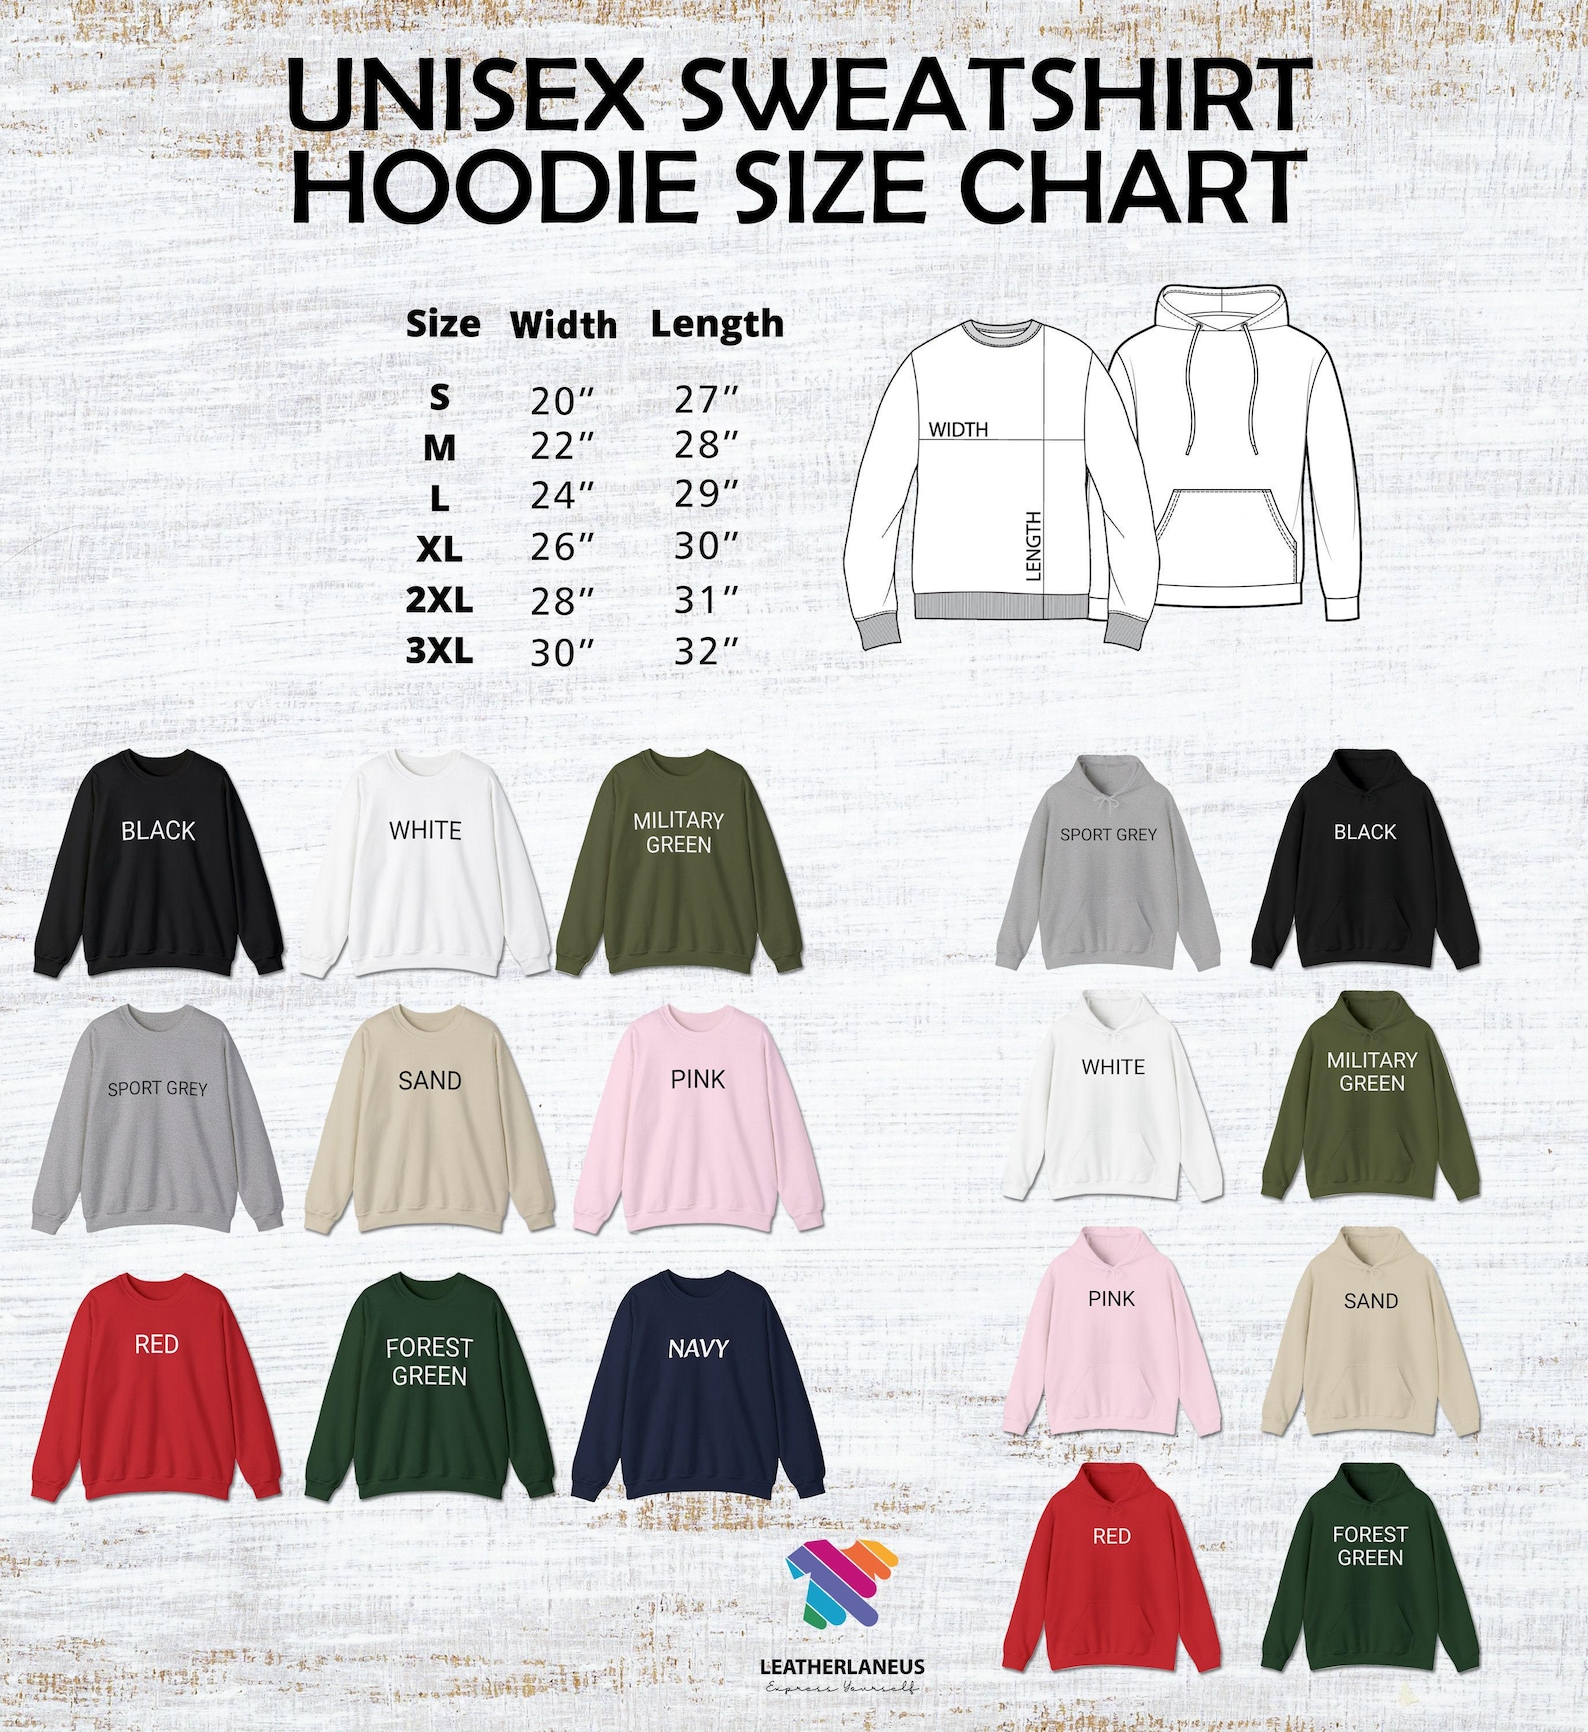 UNISEX SWEATSHIRT
HOODIE SIZE CHART
Size Width Length
S 20” 27”
M 22” 28”
L 24” 29”
XL 26” 30”
2XL 28” 31”
3XL 30” 32”
WIDTH
LENGTH
BLACK
WHITE
MILITARY
GREEN
SPORT GREY
SAND
PINK
RED
FOREST
GREEN
NAVY
SPORT GREY
BLACK
WHITE
MILITARY
GREEN
PINK
SAND
RED
FOREST
GREEN
LEATHERLANEUS
Express Yourself